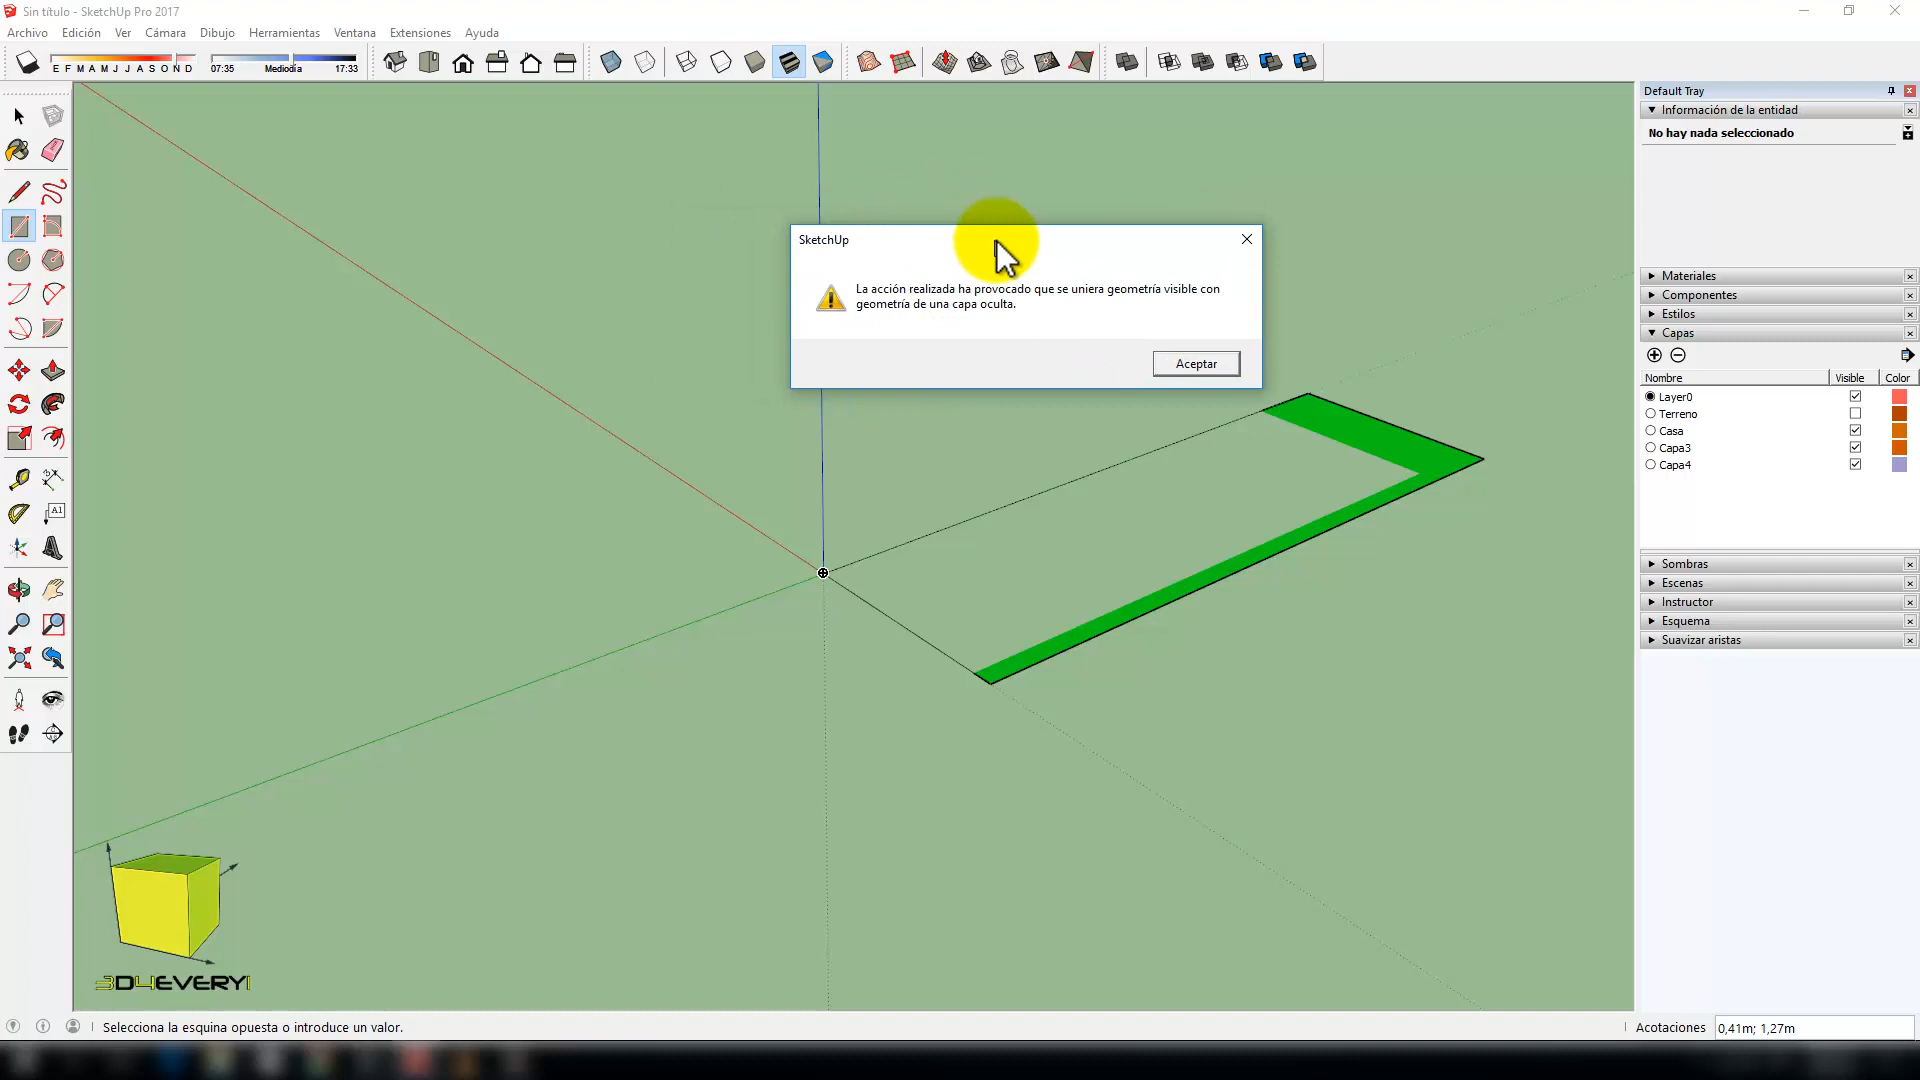 Sin título - SketchUp Pro 2017
Archivo Edición Ver Cámara Dibujo Herramientas Ventana Extensiones Ayuda
E F M A M J J A S O N D 07:35 Mediodía 17:33
Default Tray
Información de la entidad
No hay nada seleccionado
SketchUp
La acción realizada ha provocado que se uniera geometría visible con
geometría de una capa oculta.
Aceptar
Materiales
Componentes
Estilos
Capas
Nombre Visible Color
Layer0
Terreno
Casa
Capa3
Capa4
A1
Sombras
Escenas
Instructor
Esquema
Suavizar aristas
3D4EVERY1
Selecciona la esquina opuesta o introduce un valor.
Acotaciones 0,41m; 1,27m